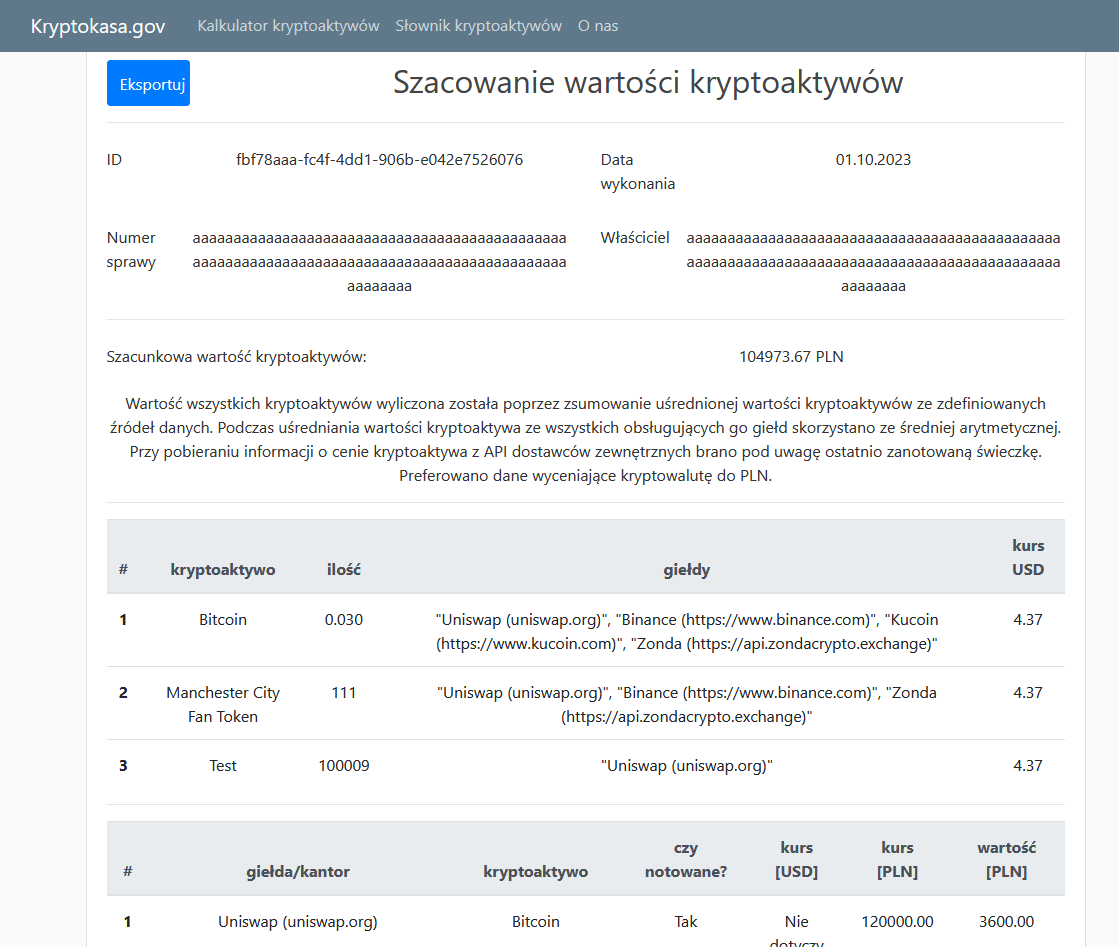 Kryptokasa.gov Kalkulator kryptoaktywów Słownik kryptoaktywów O nas
Eksportuj Szacowanie wartości kryptoaktywów
ID fbf78aaa-fc4f-4dd1-906b-e042e7526076 Data 01.10.2023
wykonania
Numer aaaaaaaaaaaaaaaaaaaaaaaaaaaaaaaaaaaaaaaaaaaaaa Właściciel aaaaaaaaaaaaaaaaaaaaaaaaaaaaaaaaaaaaaaaaaaaaaa
sprawy aaaaaaaaaaaaaaaaaaaaaaaaaaaaaaaaaaaaaaaaaaaaaa aaaaaaaaaaaaaaaaaaaaaaaaaaaaaaaaaaaaaaaaaaaaaa
aaaaaaaa aaaaaaaa
Szacunkowa wartość kryptoaktywów: 104973.67 PLN
Wartość wszystkich kryptoaktywów wyliczona została poprzez zsumowanie uśrednionej wartości kryptoaktywów ze zdefiniowanych
źródeł danych. Podczas uśredniania wartości kryptoaktywa ze wszystkich obsługujących go giełd skorzystano ze średniej arytmetycznej.
Przy pobieraniu informacji o cenie kryptoaktywa z API dostawców zewnętrznych brano pod uwagę ostatnio zanotowaną świeczkę.
Preferowano dane wyceniające kryptowalutę do PLN.
kurs
# kryptoaktywo ilość giełdy USD
1 Bitcoin 0.030 "Uniswap (uniswap.org)", "Binance (https://www.binance.com)", "Kucoin 4.37
(https://www.kucoin.com)", "Zonda (https://api.zondacrypto.exchange)"
2 Manchester City 111 "Uniswap (uniswap.org)", "Binance (https://www.binance.com)", "Zonda 4.37
Fan Token (https://api.zondacrypto.exchange)"
3 Test 100009 "Uniswap (uniswap.org)" 4.37
czy kurs kurs wartość
# giełda/kantor kryptoaktywo notowane? [USD] [PLN] [PLN]
1 Uniswap (uniswap.org) Bitcoin Tak Nie 120000.00 3600.00
dotyczy